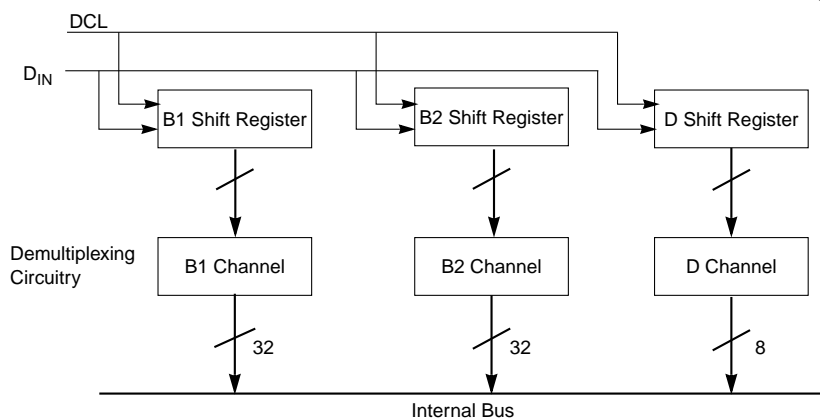 DCL
DIN
B1 Shift Register
B2 Shift Register
D Shift Register
Demultiplexing
Circuitry
B1 Channel
B2 Channel
D Channel
32
32
8
Internal Bus